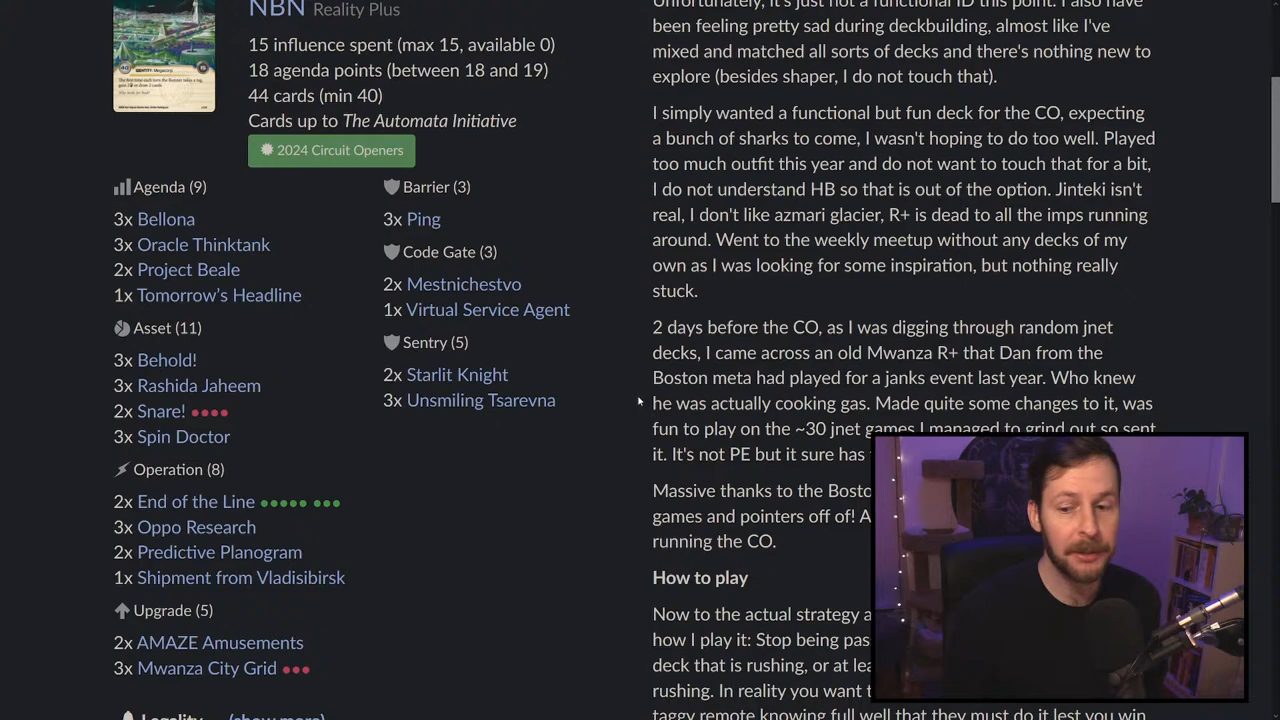 NBN Reality Plus
15 influence spent (max 15, available 0)
18 agenda points (between 18 and 19)
44 cards (min 40)
Cards up to The Automata Initiative
2024 Circuit Openers
Agenda (9)
3x Bellona
3x Oracle Thinktank
2x Project Beale
1x Tomorrow’s Headline
Asset (11)
3x Behold!
3x Rashida Jaheem
2x Snare!
3x Spin Doctor
Operation (8)
2x End of the Line
3x Oppo Research
2x Predictive Planogram
1x Shipment from Vladisibirsk
Upgrade (5)
2x AMAZE Amusements
3x Mwanza City Grid
Legality (show more)
Barrier (3)
3x Ping
Code Gate (3)
2x Mestnichestvo
1x Virtual Service Agent
Sentry (5)
2x Starlit Knight
3x Unsmiling Tsarevna
Unfortunately, it's just not a functional ID this point. I also have
been feeling pretty sad during deckbuilding, almost like I've
mixed and matched all sorts of decks and there's nothing new to
explore (besides shaper, I do not touch that).
I simply wanted a functional but fun deck for the CO, expecting
a bunch of sharks to come, I wasn't hoping to do too well. Played
too much outfit this year and do not want to touch that for a bit,
I do not understand HB so that is out of the option. Jinteki isn't
real, I don't like azmari glacier, R+ is dead to all the imps running
around. Went to the weekly meetup without any decks of my
own as I was looking for some inspiration, but nothing really
stuck.
2 days before the CO, as I was digging through random jnet
decks, I came across an old Mwanza R+ that Dan from the
Boston meta had played for a janks event last year. Who knew
he was actually cooking gas. Made quite some changes to it, was
fun to play on the ~30 jnet games I managed to grind out so sent
it. It's not PE but it sure has
Massive thanks to the Bosto
games and pointers off of! A
running the CO.
How to play
Now to the actual strategy a
how I play it: Stop being pas
deck that is rushing, or at lea
rushing. In reality you want t
taggy remote knowing full well that they must do it lest you win